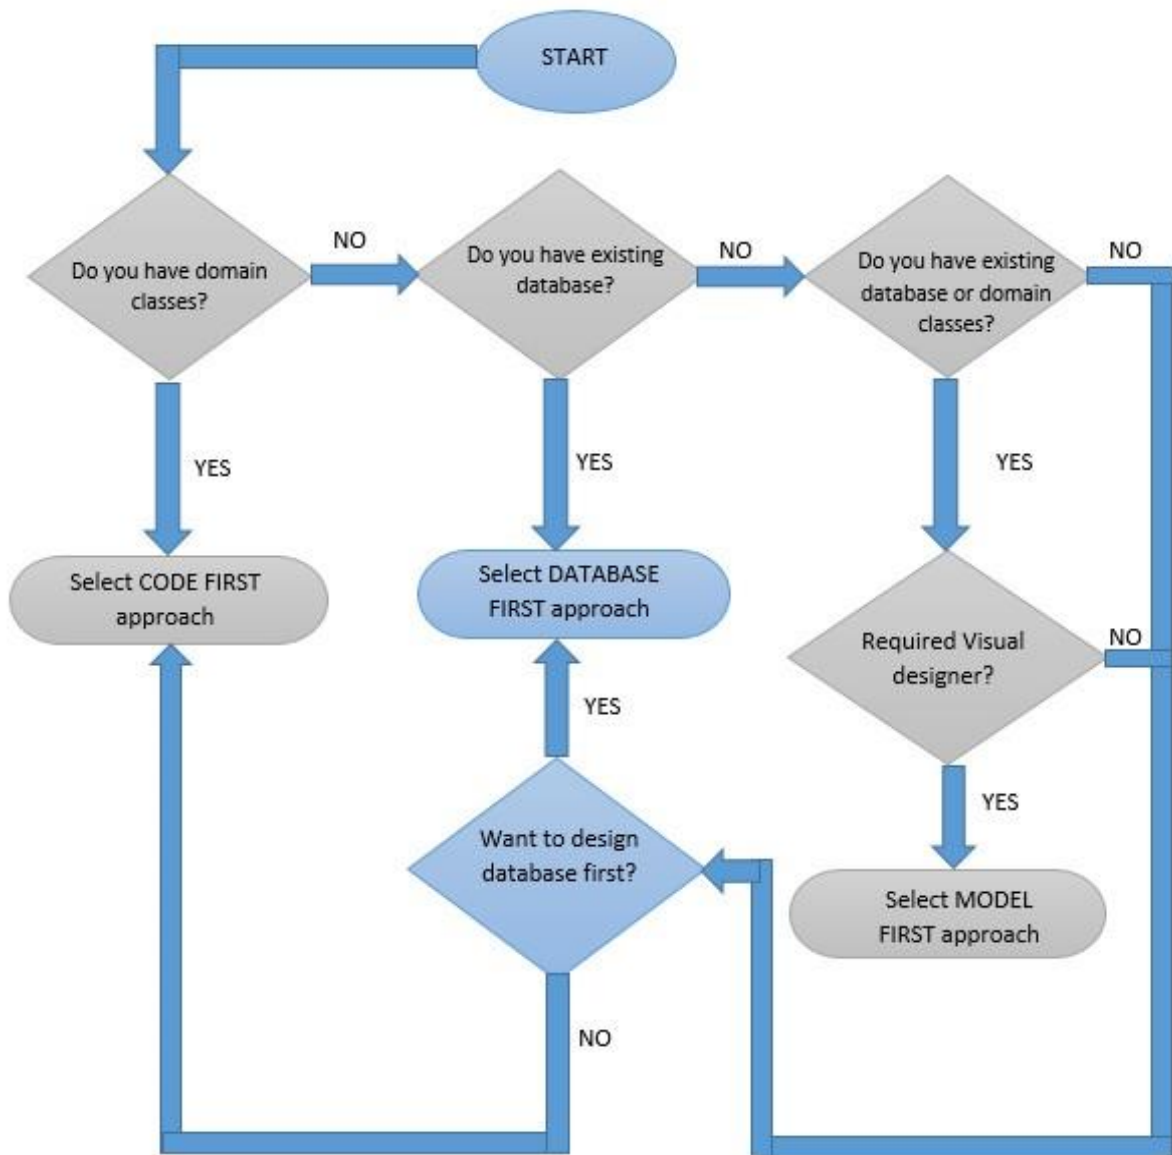 START
Do you have domain
classes?
NO
Do you have existing
database?
NO
Do you have existing
database or domain
classes?
NO
YES
YES
YES
Select CODE FIRST
approach
Select DATABASE
FIRST approach
Required Visual
designer?
NO
YES
YES
Want to design
database first?
Select MODEL
FIRST approach
NO